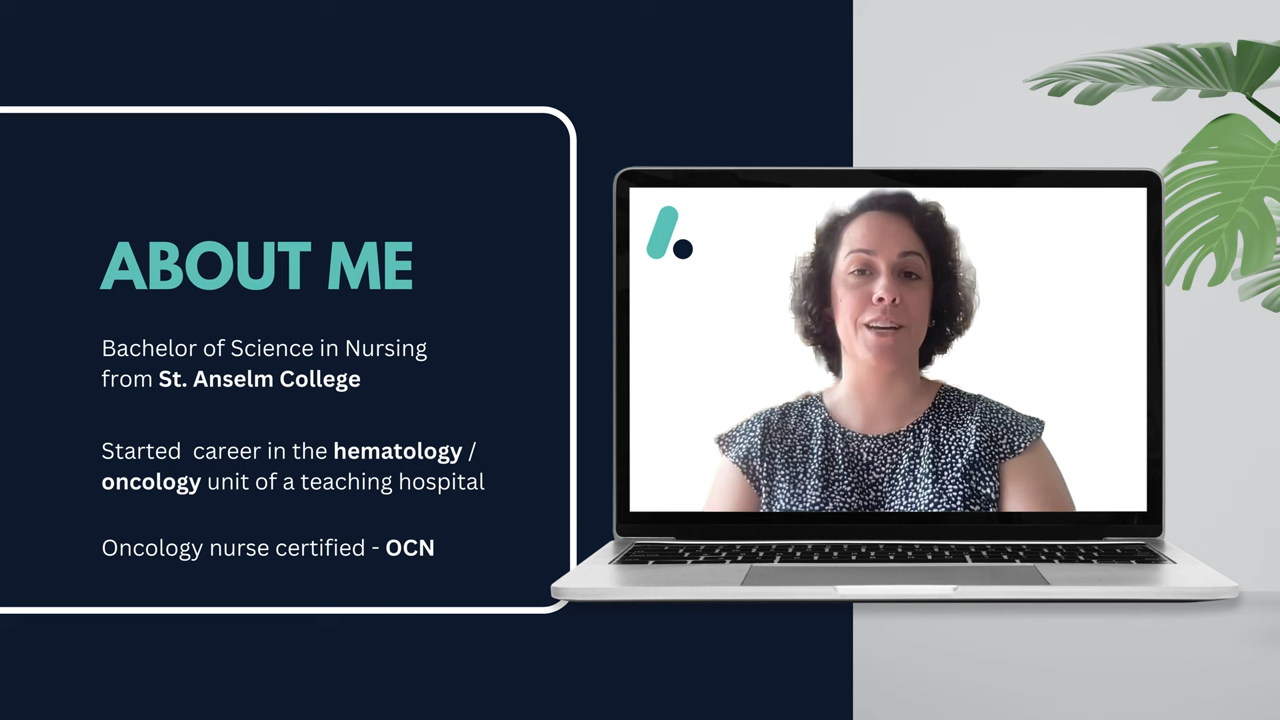 ABOUT ME
Bachelor of Science in Nursing
from St. Anselm College
Started career in the hematology /
oncology unit of a teaching hospital
Oncology nurse certified - OCN